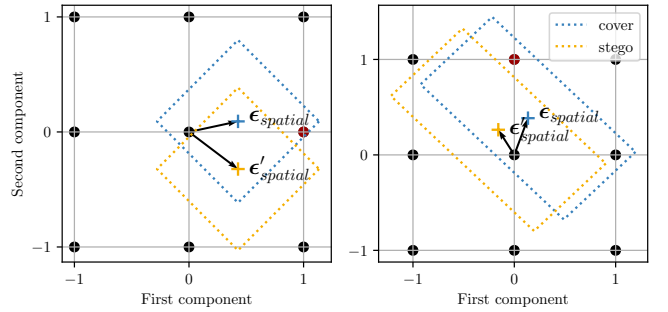 1
0
−1
Second component
ϵspatial
ϵ′spatial
−1
0
1
First component
cover
stego
1
0
−1
ϵspatial
ϵ′spatial
−1
0
1
First component